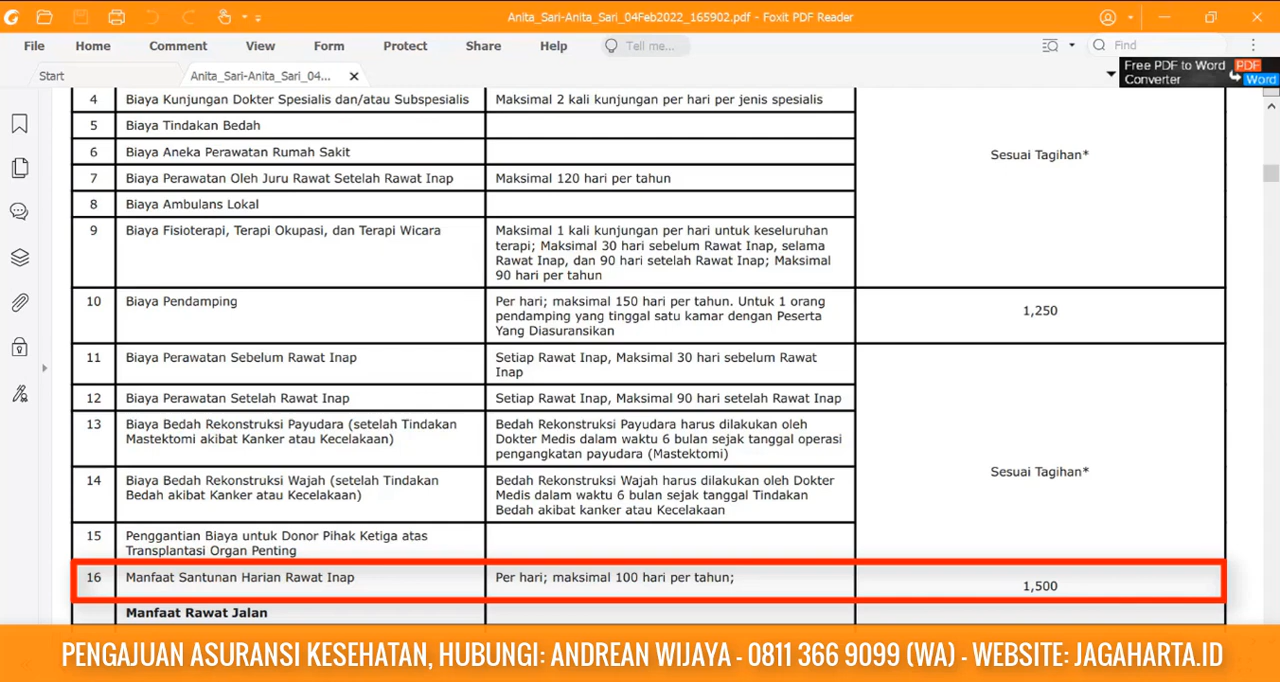 Anita_Sari-Anita_Sari_04Feb2022_165902.pdf - Foxit PDF Reader
File Home Comment View Form Protect Share Help Tell me... Find
Start Anita_Sari-Anita_Sari_04...
Free PDF to Word PDF
Converter Word
4 Biaya Kunjungan Dokter Spesialis dan/atau Subspesialis Maksimal 2 kali kunjungan per hari per jenis spesialis
5 Biaya Tindakan Bedah
6 Biaya Aneka Perawatan Rumah Sakit
Sesuai Tagihan*
7 Biaya Perawatan Oleh Juru Rawat Setelah Rawat Inap Maksimal 120 hari per tahun
8 Biaya Ambulans Lokal
9 Biaya Fisioterapi, Terapi Okupasi, dan Terapi Wicara Maksimal 1 kali kunjungan per hari untuk keseluruhan
terapi; Maksimal 30 hari sebelum Rawat Inap, selama
Rawat Inap, dan 90 hari setelah Rawat Inap; Maksimal
90 hari per tahun
10 Biaya Pendamping Per hari; maksimal 150 hari per tahun. Untuk 1 orang
pendamping yang tinggal satu kamar dengan Peserta
Yang Diasuransikan
1,250
11 Biaya Perawatan Sebelum Rawat Inap Setiap Rawat Inap, Maksimal 30 hari sebelum Rawat
Inap
12 Biaya Perawatan Setelah Rawat Inap Setiap Rawat Inap, Maksimal 90 hari setelah Rawat Inap
13 Biaya Bedah Rekonstruksi Payudara (setelah Tindakan
Mastektomi akibat Kanker atau Kecelakaan)
Bedah Rekonstruksi Payudara harus dilakukan oleh
Dokter Medis dalam waktu 6 bulan sejak tanggal operasi
pengangkatan payudara (Mastektomi)
Sesuai Tagihan*
14 Biaya Bedah Rekonstruksi Wajah (setelah Tindakan
Bedah akibat Kanker atau Kecelakaan)
Bedah Rekonstruksi Wajah harus dilakukan oleh Dokter
Medis dalam waktu 6 bulan sejak tanggal Tindakan
Bedah akibat kanker atau Kecelakaan
15 Penggantian Biaya untuk Donor Pihak Ketiga atas
Transplantasi Organ Penting
16 Manfaat Santunan Harian Rawat Inap Per hari; maksimal 100 hari per tahun; 1,500
Manfaat Rawat Jalan
PENGAJUAN ASURANSI KESEHATAN, HUBUNGI: ANDREAN WIJAYA - 0811 366 9099 (WA) - WEBSITE: JAGAHARTA.ID